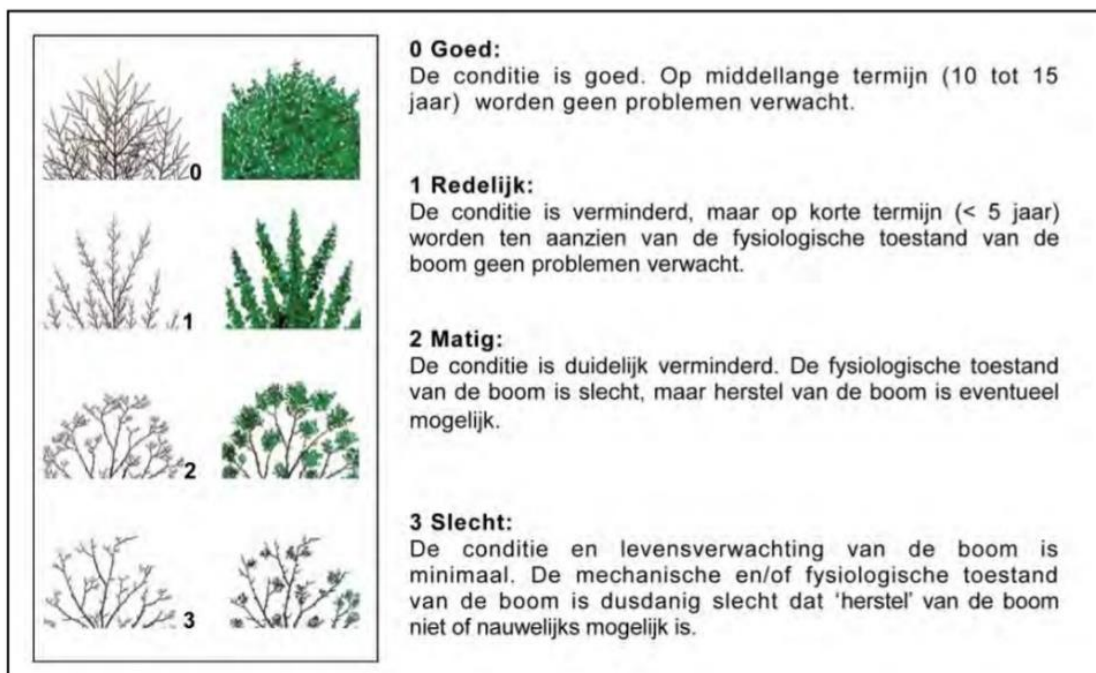 0 Goed:
De conditie is goed. Op middellange termijn (10 tot 15
jaar) worden geen problemen verwacht.
1 Redelijk:
De conditie is verminderd, maar op korte termijn (< 5 jaar)
worden ten aanzien van de fysiologische toestand van de
boom geen problemen verwacht.
2 Matig:
De conditie is duidelijk verminderd. De fysiologische toestand
van de boom is slecht, maar herstel van de boom is eventueel
mogelijk.
3 Slecht:
De conditie en levensverwachting van de boom is
minimaal. De mechanische en/of fysiologische toestand
van de boom is dusdanig slecht dat ‘herstel’ van de boom
niet of nauwelijks mogelijk is.
0
1
2
3